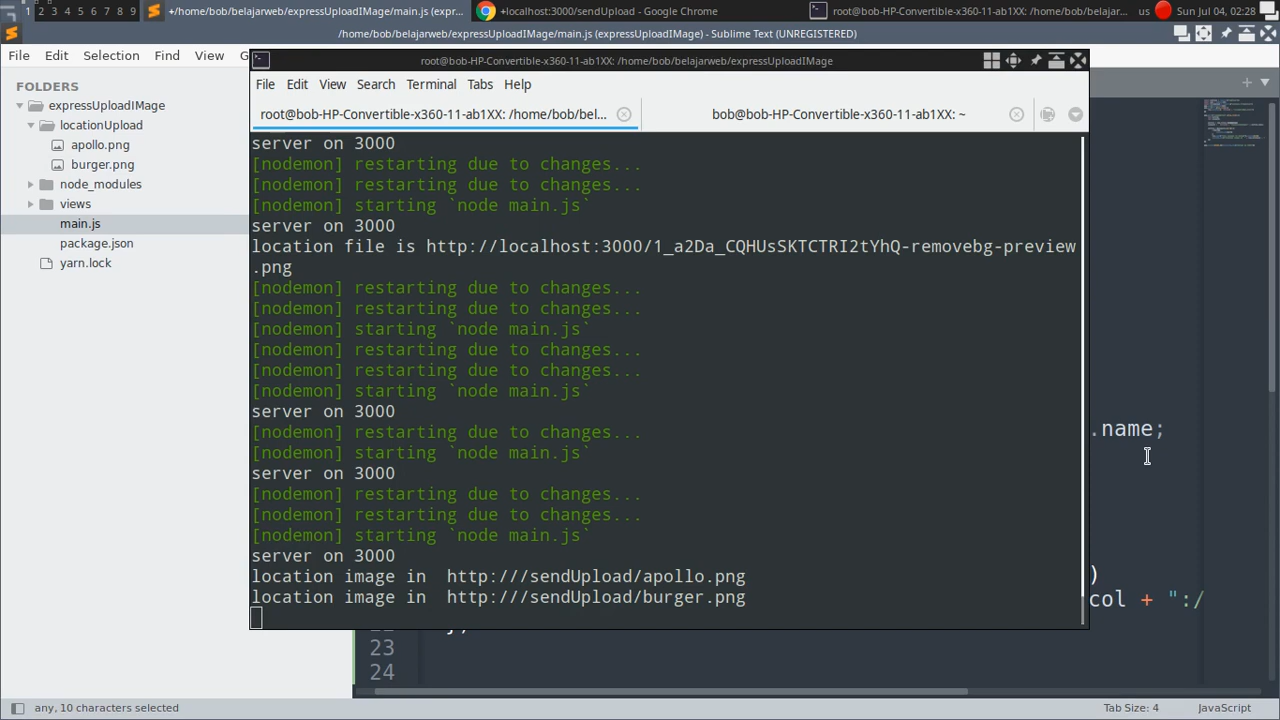 1 2 3 4 5 6 7 8 9
+/home/bob/belajarweb/expressUploadIMage/main.js (expr...
+localhost:3000/sendUpload - Google Chrome
root@bob-HP-Convertible-x360-11-ab1XX: /home/bob/belajar...
us
Sun Jul 04, 02:28
/home/bob/belajarweb/expressUploadIMage/main.js (expressUploadIMage) - Sublime Text (UNREGISTERED)
File Edit Selection Find View G
root@bob-HP-Convertible-x360-11-ab1XX: /home/bob/belajarweb/expressUploadIMage
File Edit View Search Terminal Tabs Help
root@bob-HP-Convertible-x360-11-ab1XX: /home/bob/bel...
bob@bob-HP-Convertible-x360-11-ab1XX: ~
FOLDERS
expressUploadIMage
locationUpload
apollo.png
burger.png
node_modules
views
main.js
package.json
yarn.lock
server on 3000
[nodemon] restarting due to changes...
[nodemon] restarting due to changes...
[nodemon] starting `node main.js`
server on 3000
location file is http://localhost:3000/1_a2Da_CQHUsSKTCTRI2tYhQ-removebg-preview
.png
[nodemon] restarting due to changes...
[nodemon] restarting due to changes...
[nodemon] starting `node main.js`
[nodemon] restarting due to changes...
[nodemon] restarting due to changes...
[nodemon] starting `node main.js`
server on 3000
[nodemon] restarting due to changes...
[nodemon] starting `node main.js`
server on 3000
[nodemon] restarting due to changes...
[nodemon] restarting due to changes...
[nodemon] starting `node main.js`
server on 3000
location image in  http:///sendUpload/apollo.png
location image in  http:///sendUpload/burger.png
.name;
)
col + ":/
23
24
any, 10 characters selected
Tab Size: 4
JavaScript